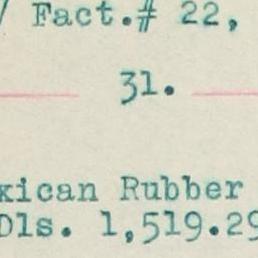 / Fact.# 22,
31.
xican Rubber
Dls. 1,519.29